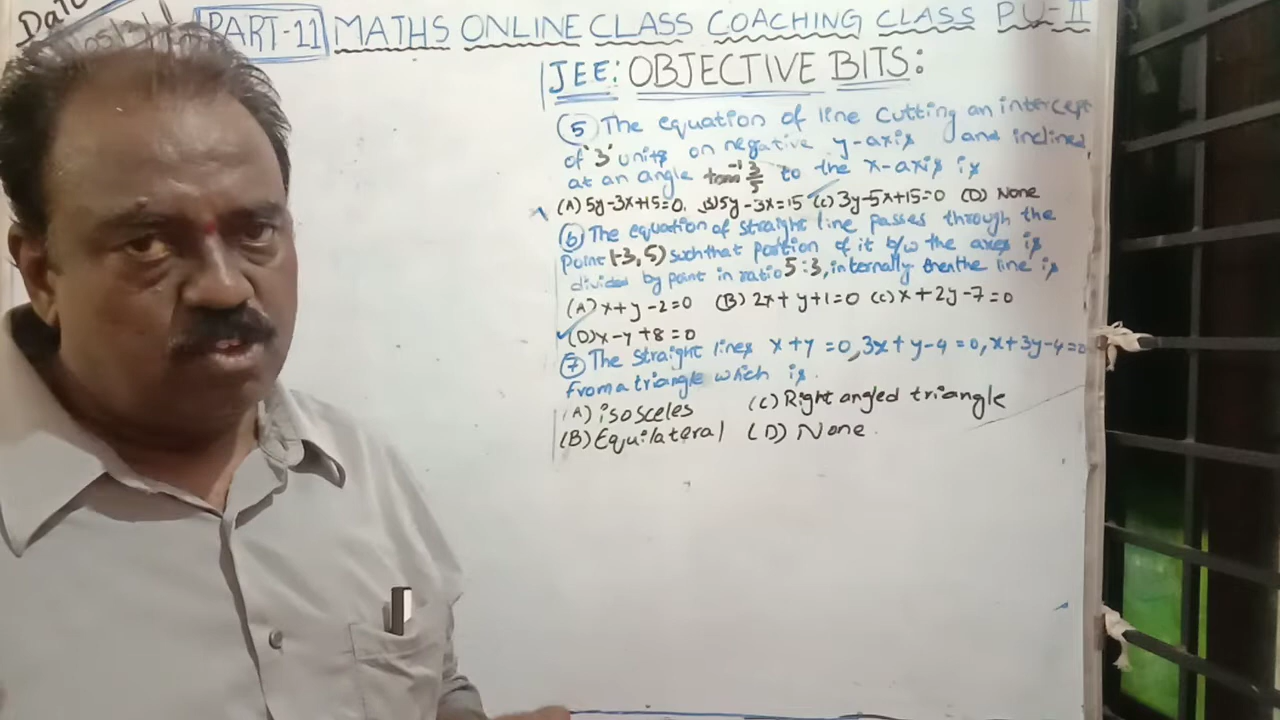 Date
PART-11 MATHS ONLINE CLASS COACHING CLASS P.U-II
JEE: OBJECTIVE BITS:
(5) The equation of line cutting an intercept
of '3' units on negative y-axis and inclined
at an angle tan⁻¹ 3/5 to the x-axis is
(A) 5y-3x+15=0. (B) 5y-3x=15 (C) 3y-5x+15=0 (D) None
(6) The equation of straight line passes through the
point (-3, 5) such that portion of it b/w the axes is
divided by point in ratio 5:3, internally then the line is
(A) x+y-2=0 (B) 2x+y+1=0 (C) x+2y-7=0
(D) x-y+8=0
(7) The straight lines x+y=0, 3x+y-4=0, x+3y-4=0
from a triangle which is.
(A) isosceles (C) Right angled triangle
(B) Equilateral (D) None.